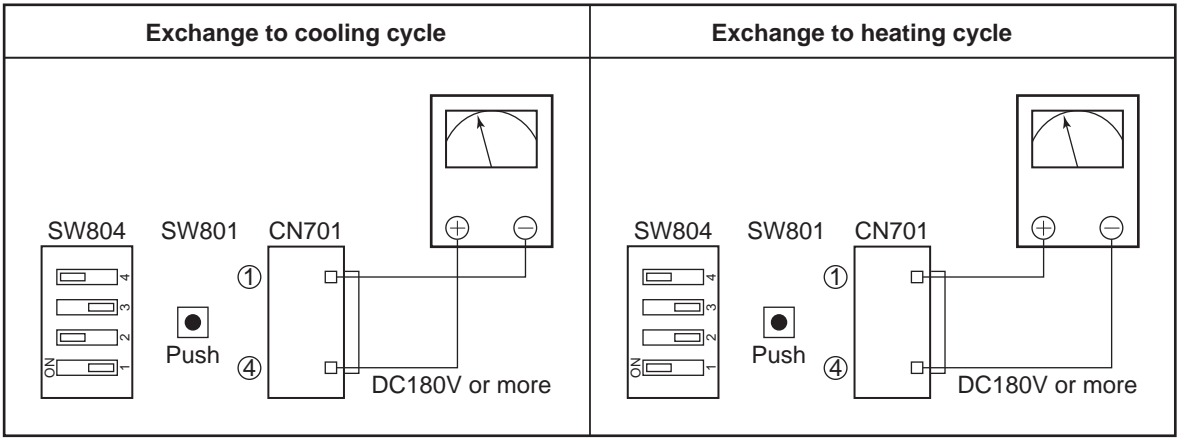 Exchange to cooling cycle
SW804 SW801 CN701
+ −
4
3
2
1
ON
Push
①
④
DC180V or more
Exchange to heating cycle
SW804 SW801 CN701
+ −
4
3
2
1
ON
Push
①
④
DC180V or more